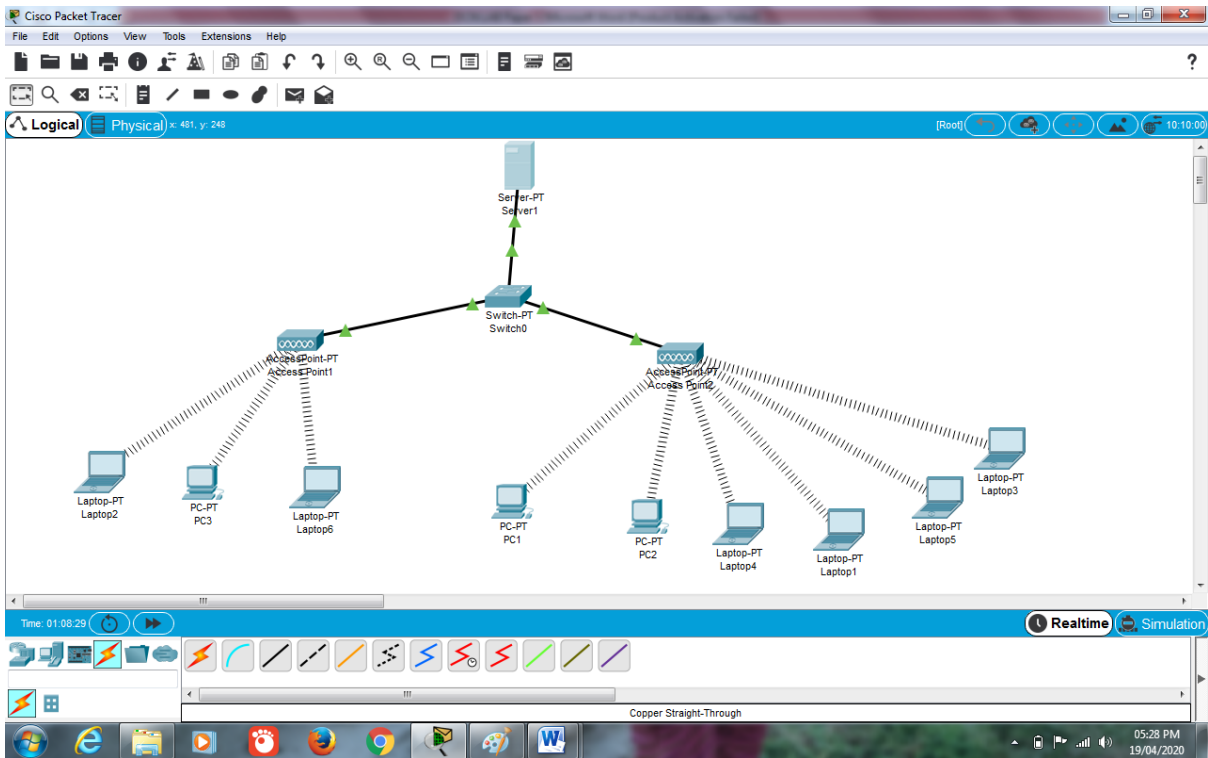 Cisco Packet Tracer
File Edit Options View Tools Extensions Help
?
Logical Physical x: 481, y: 248 [Root] 10:10:00
Server-PT
Server1
Switch-PT
Switch0
AccessPoint-PT
Access Point1
AccessPoint-PT
Access Point2
Laptop-PT
Laptop2
PC-PT
PC3
Laptop-PT
Laptop6
PC-PT
PC1
PC-PT
PC2
Laptop-PT
Laptop4
Laptop-PT
Laptop1
Laptop-PT
Laptop5
Laptop-PT
Laptop3
Time: 01:08:29 Realtime Simulation
Copper Straight-Through
05:28 PM
19/04/2020